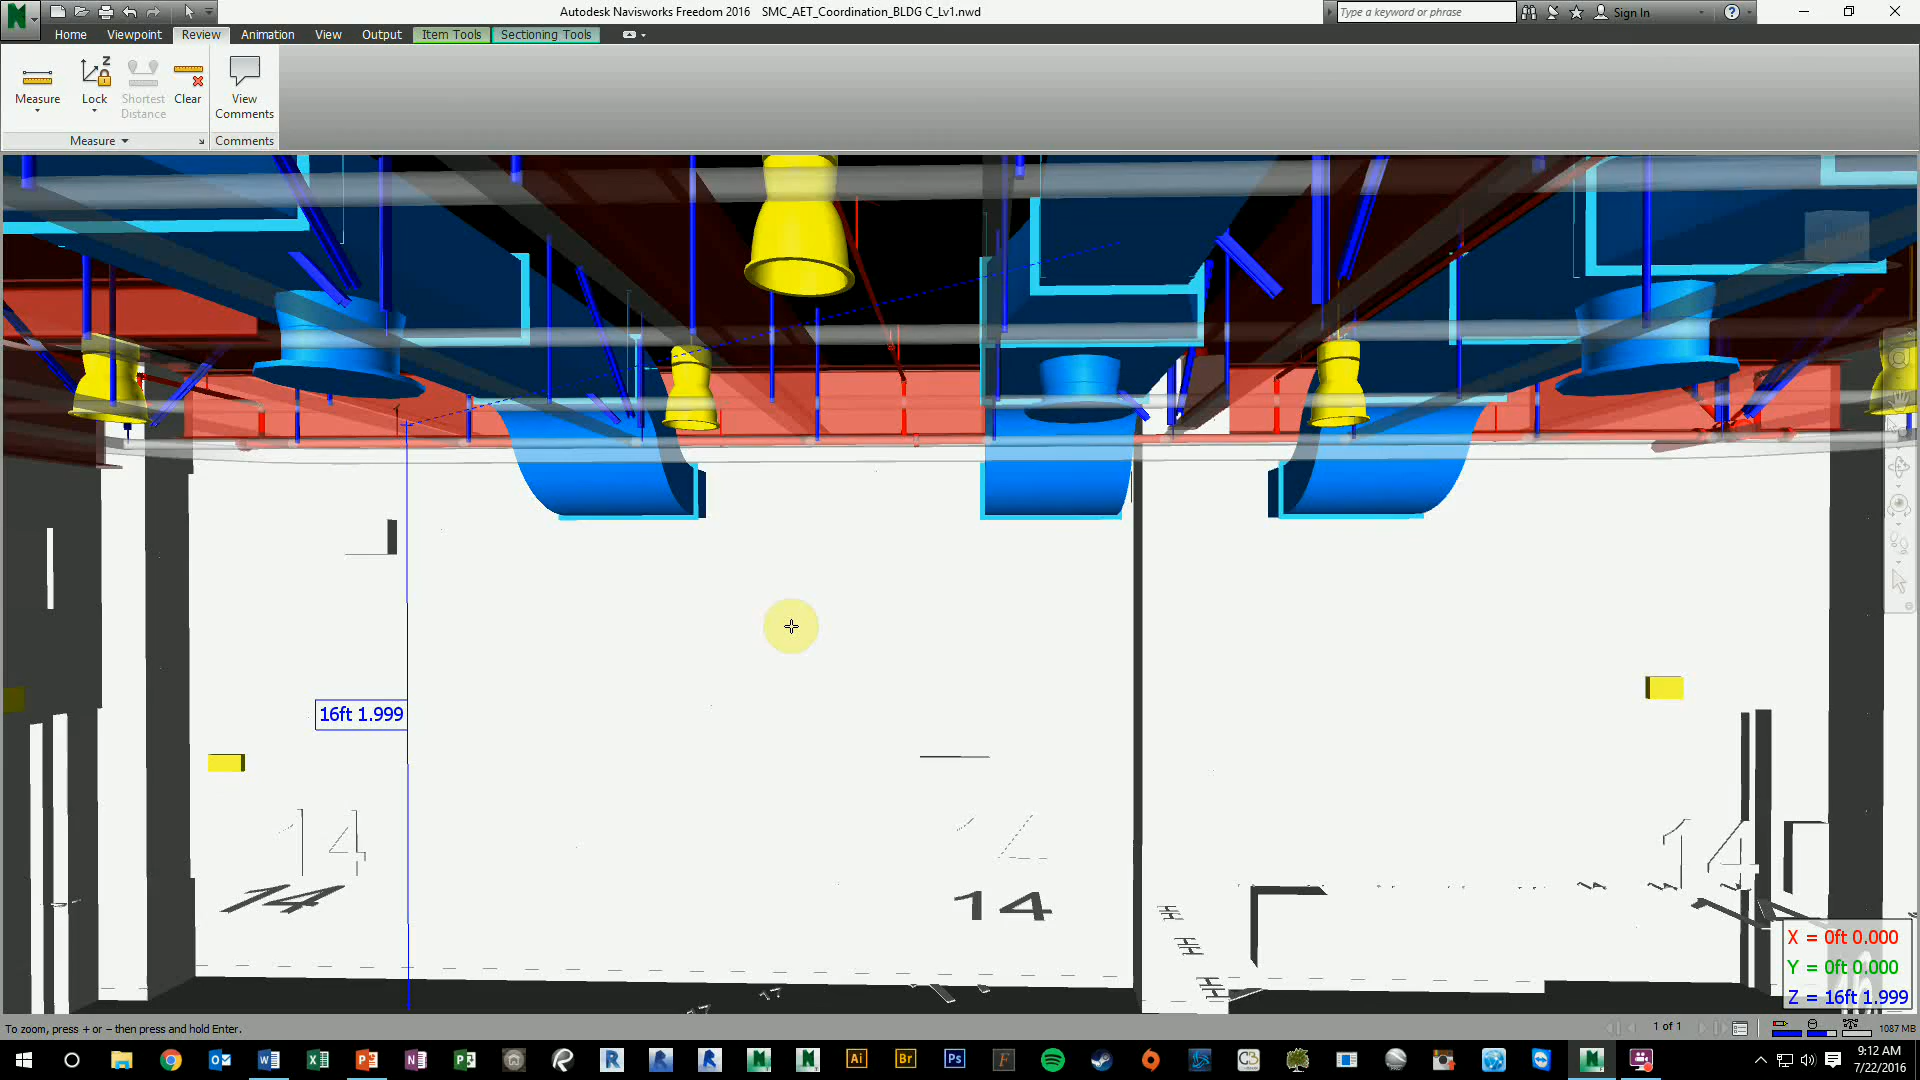 Autodesk Navisworks Freedom 2016 SMC_AET_Coordination_BLDG C_Lv1.nwd
Type a keyword or phrase
Sign In
Home Viewpoint Review Animation View Output Item Tools Sectioning Tools
Measure Lock Shortest Distance Clear View Comments
Measure Comments
16ft 1.999
14 14
14 14
X = 0ft 0.000
Y = 0ft 0.000
Z = 16ft 1.999
To zoom, press + or – then press and hold Enter.
1 of 1
1087 MB
9:12 AM
7/22/2016